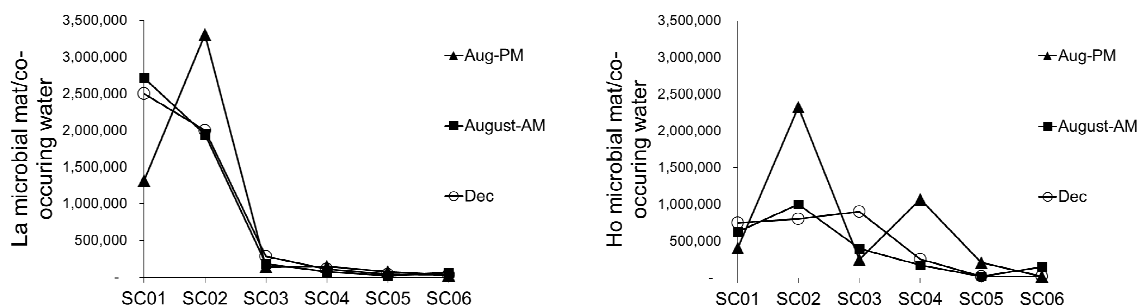 La microbial mat/co-
occuring water
3,500,000
3,000,000
2,500,000
2,000,000
1,500,000
1,000,000
500,000
-
SC01 SC02 SC03 SC04 SC05 SC06
Aug-PM
August-AM
Dec
Ho microbial mat/co-
occuring water
3,500,000
3,000,000
2,500,000
2,000,000
1,500,000
1,000,000
500,000
-
SC01 SC02 SC03 SC04 SC05 SC06
Aug-PM
August-AM
Dec